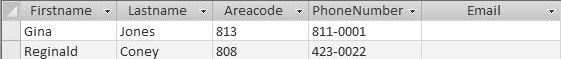 Firstname Lastname Areacode PhoneNumber Email
Gina Jones 813 811-0001
Reginald Coney 808 423-0022